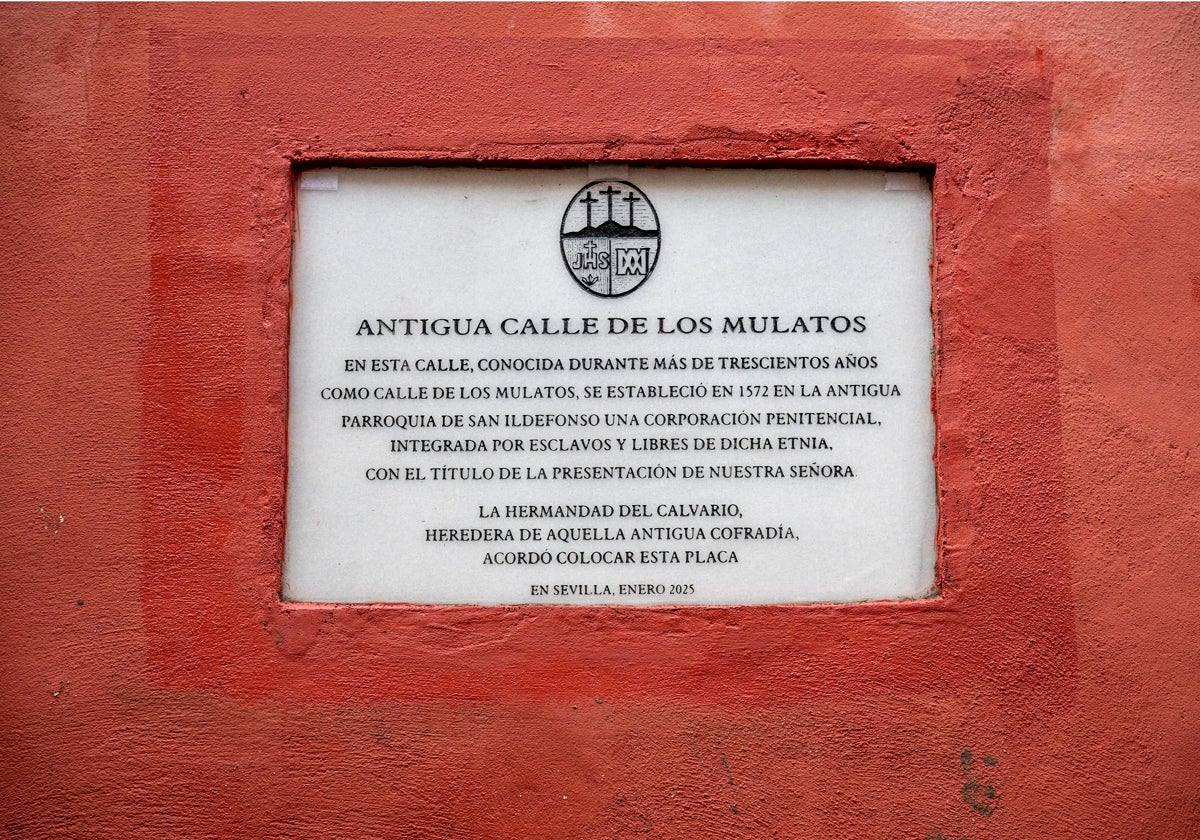 JHS
ANTIGUA CALLE DE LOS MULATOS
EN ESTA CALLE, CONOCIDA DURANTE MÁS DE TRESCIENTOS AÑOS
COMO CALLE DE LOS MULATOS, SE ESTABLECIÓ EN 1572 EN LA ANTIGUA
PARROQUIA DE SAN ILDEFONSO UNA CORPORACIÓN PENITENCIAL,
INTEGRADA POR ESCLAVOS Y LIBRES DE DICHA ETNIA,
CON EL TÍTULO DE LA PRESENTACIÓN DE NUESTRA SEÑORA.
LA HERMANDAD DEL CALVARIO,
HEREDERA DE AQUELLA ANTIGUA COFRADÍA,
ACORDÓ COLOCAR ESTA PLACA
EN SEVILLA, ENERO 2025